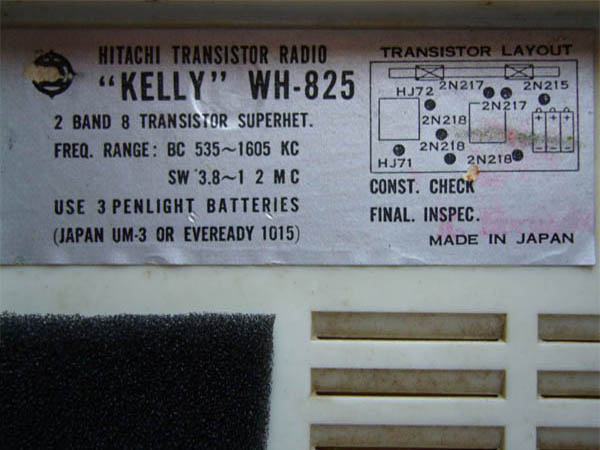 HITACHI TRANSISTOR RADIO
"KELLY" WH-825
2 BAND 8 TRANSISTOR SUPERHET.
FREQ. RANGE: BC 535~1605 KC
SW 3.8~1 2 MC
USE 3 PENLIGHT BATTERIES
(JAPAN UM-3 OR EVEREADY 1015)
TRANSISTOR LAYOUT
2N217 2N215
HJ72 2N217
2N218
2N218
HJ71 2N218
CONST. CHECK
FINAL. INSPEC.
MADE IN JAPAN